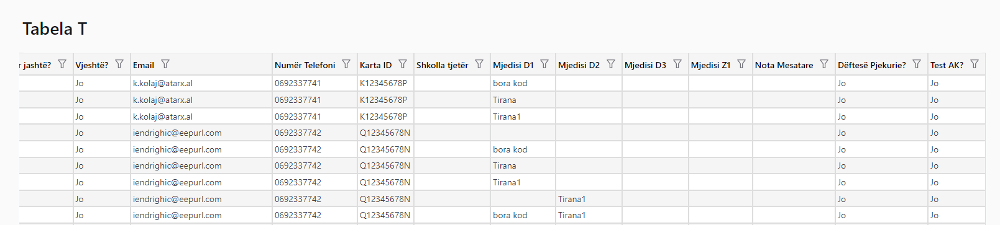 Tabela T
r jashtë? Vjeshtë? Email Numër Telefoni Karta ID Shkolla tjetër Mjedisi D1 Mjedisi D2 Mjedisi D3 Mjedisi Z1 Nota Mesatare Dëftesë Pjekurie? Test AK?
Jo k.kolaj@atarx.al 0692337741 K12345678P bora kod Jo Jo
Jo k.kolaj@atarx.al 0692337741 K12345678P Tirana Jo Jo
Jo k.kolaj@atarx.al 0692337741 K12345678P Tirana1 Jo Jo
Jo iendrighic@eepurl.com 0692337742 Q12345678N Jo Jo
Jo iendrighic@eepurl.com 0692337742 Q12345678N bora kod Jo Jo
Jo iendrighic@eepurl.com 0692337742 Q12345678N Tirana Jo Jo
Jo iendrighic@eepurl.com 0692337742 Q12345678N Tirana1 Jo Jo
Jo iendrighic@eepurl.com 0692337742 Q12345678N Tirana1 Jo Jo
Jo iendrighic@eepurl.com 0692337742 Q12345678N bora kod Tirana1 Jo Jo